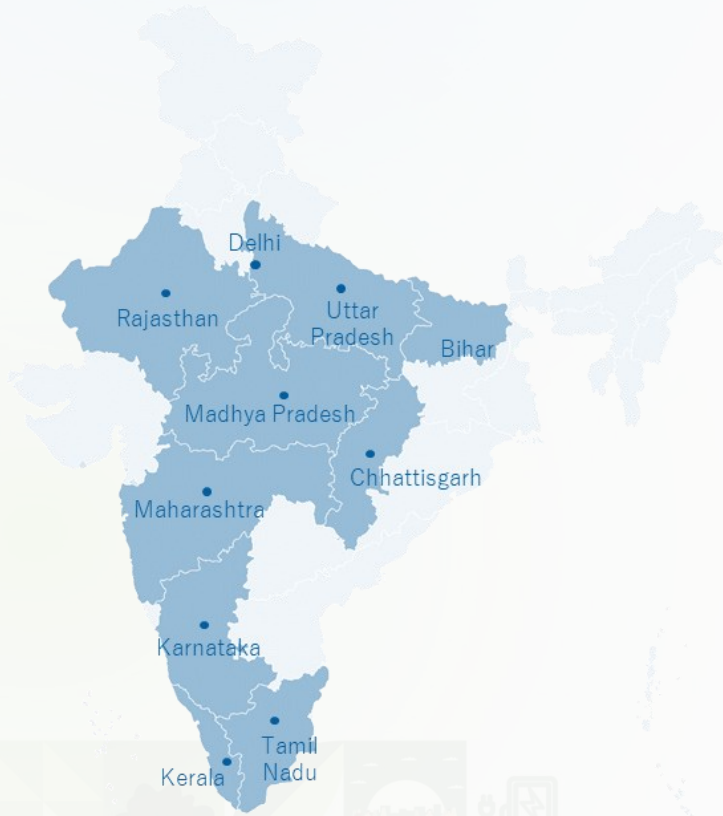 Delhi
Rajasthan
Uttar
Pradesh
Bihar
Madhya Pradesh
Chhattisgarh
Maharashtra
Karnataka
Tamil
Nadu
Kerala